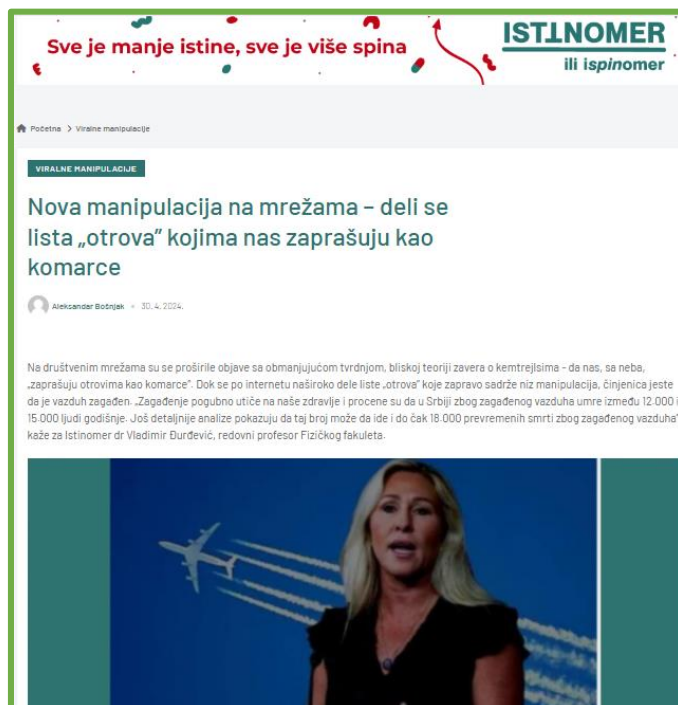 Sve je manje istine, sve je više spina
ISTINOMER
ili ispinomer
Početna > Viralne manipulacije
VIRALNE MANIPULACIJE
Nova manipulacija na mrežama – deli se
lista „otrova” kojima nas zaprašuju kao
komarce
Aleksandar Bošnjak • 30. 4. 2024.
Na društvenim mrežama su se proširile objave sa obmanjujućom tvrdnjom, bliskoj teoriji zavera o kemtrejlsima - da nas, sa neba,
„zaprašuju otrovima kao komarce”. Dok se po internetu naširoko dele liste „otrova” koje zapravo sadrže niz manipulacija, činjenica jeste
da je vazduh zagađen. „Zagađenje pogubno utiče na naše zdravlje i procene su da u Srbiji zbog zagađenog vazduha umre između 12.000 i
15.000 ljudi godišnje. Još detaljnije analize pokazuju da taj broj može da ide i do čak 18.000 prevremenih smrti zbog zagađenog vazduha”
kaže za Istinomer dr Vladimir Đurđević, redovni profesor Fizičkog fakulteta.